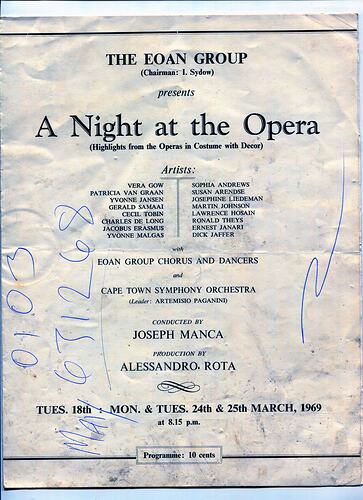 THE EOAN GROUP
(Chairman: I. Sydow)
presents
A Night at the Opera
(Highlights from the Operas in Costume with Decor)
Artists:
VERA GOW
PATRICIA VAN GRAAN
YVONNE JANSEN
GERALD SAMAAI
CECIL TOBIN
CHARLES DE LONG
JACOBUS ERASMUS
YVONNE MALGAS
SOPHIA ANDREWS
SUSAN ARENDSE
JOSEPHINE LIEDEMAN
MARTIN JOHNSON
LAWRENCE HOSAIN
RONALD THEYS
ERNEST JANARI
DICK JAFFER
with
EOAN GROUP CHORUS AND DANCERS
and
CAPE TOWN SYMPHONY ORCHESTRA
(Leader: ARTEMISIO PAGANINI)
CONDUCTED BY
JOSEPH MANCA
PRODUCTION BY
ALESSANDRO ROTA
TUES. 18th : MON. & TUES. 24th & 25th MARCH, 1969
at 8.15 p.m.
Programme: 10 cents
May 631268